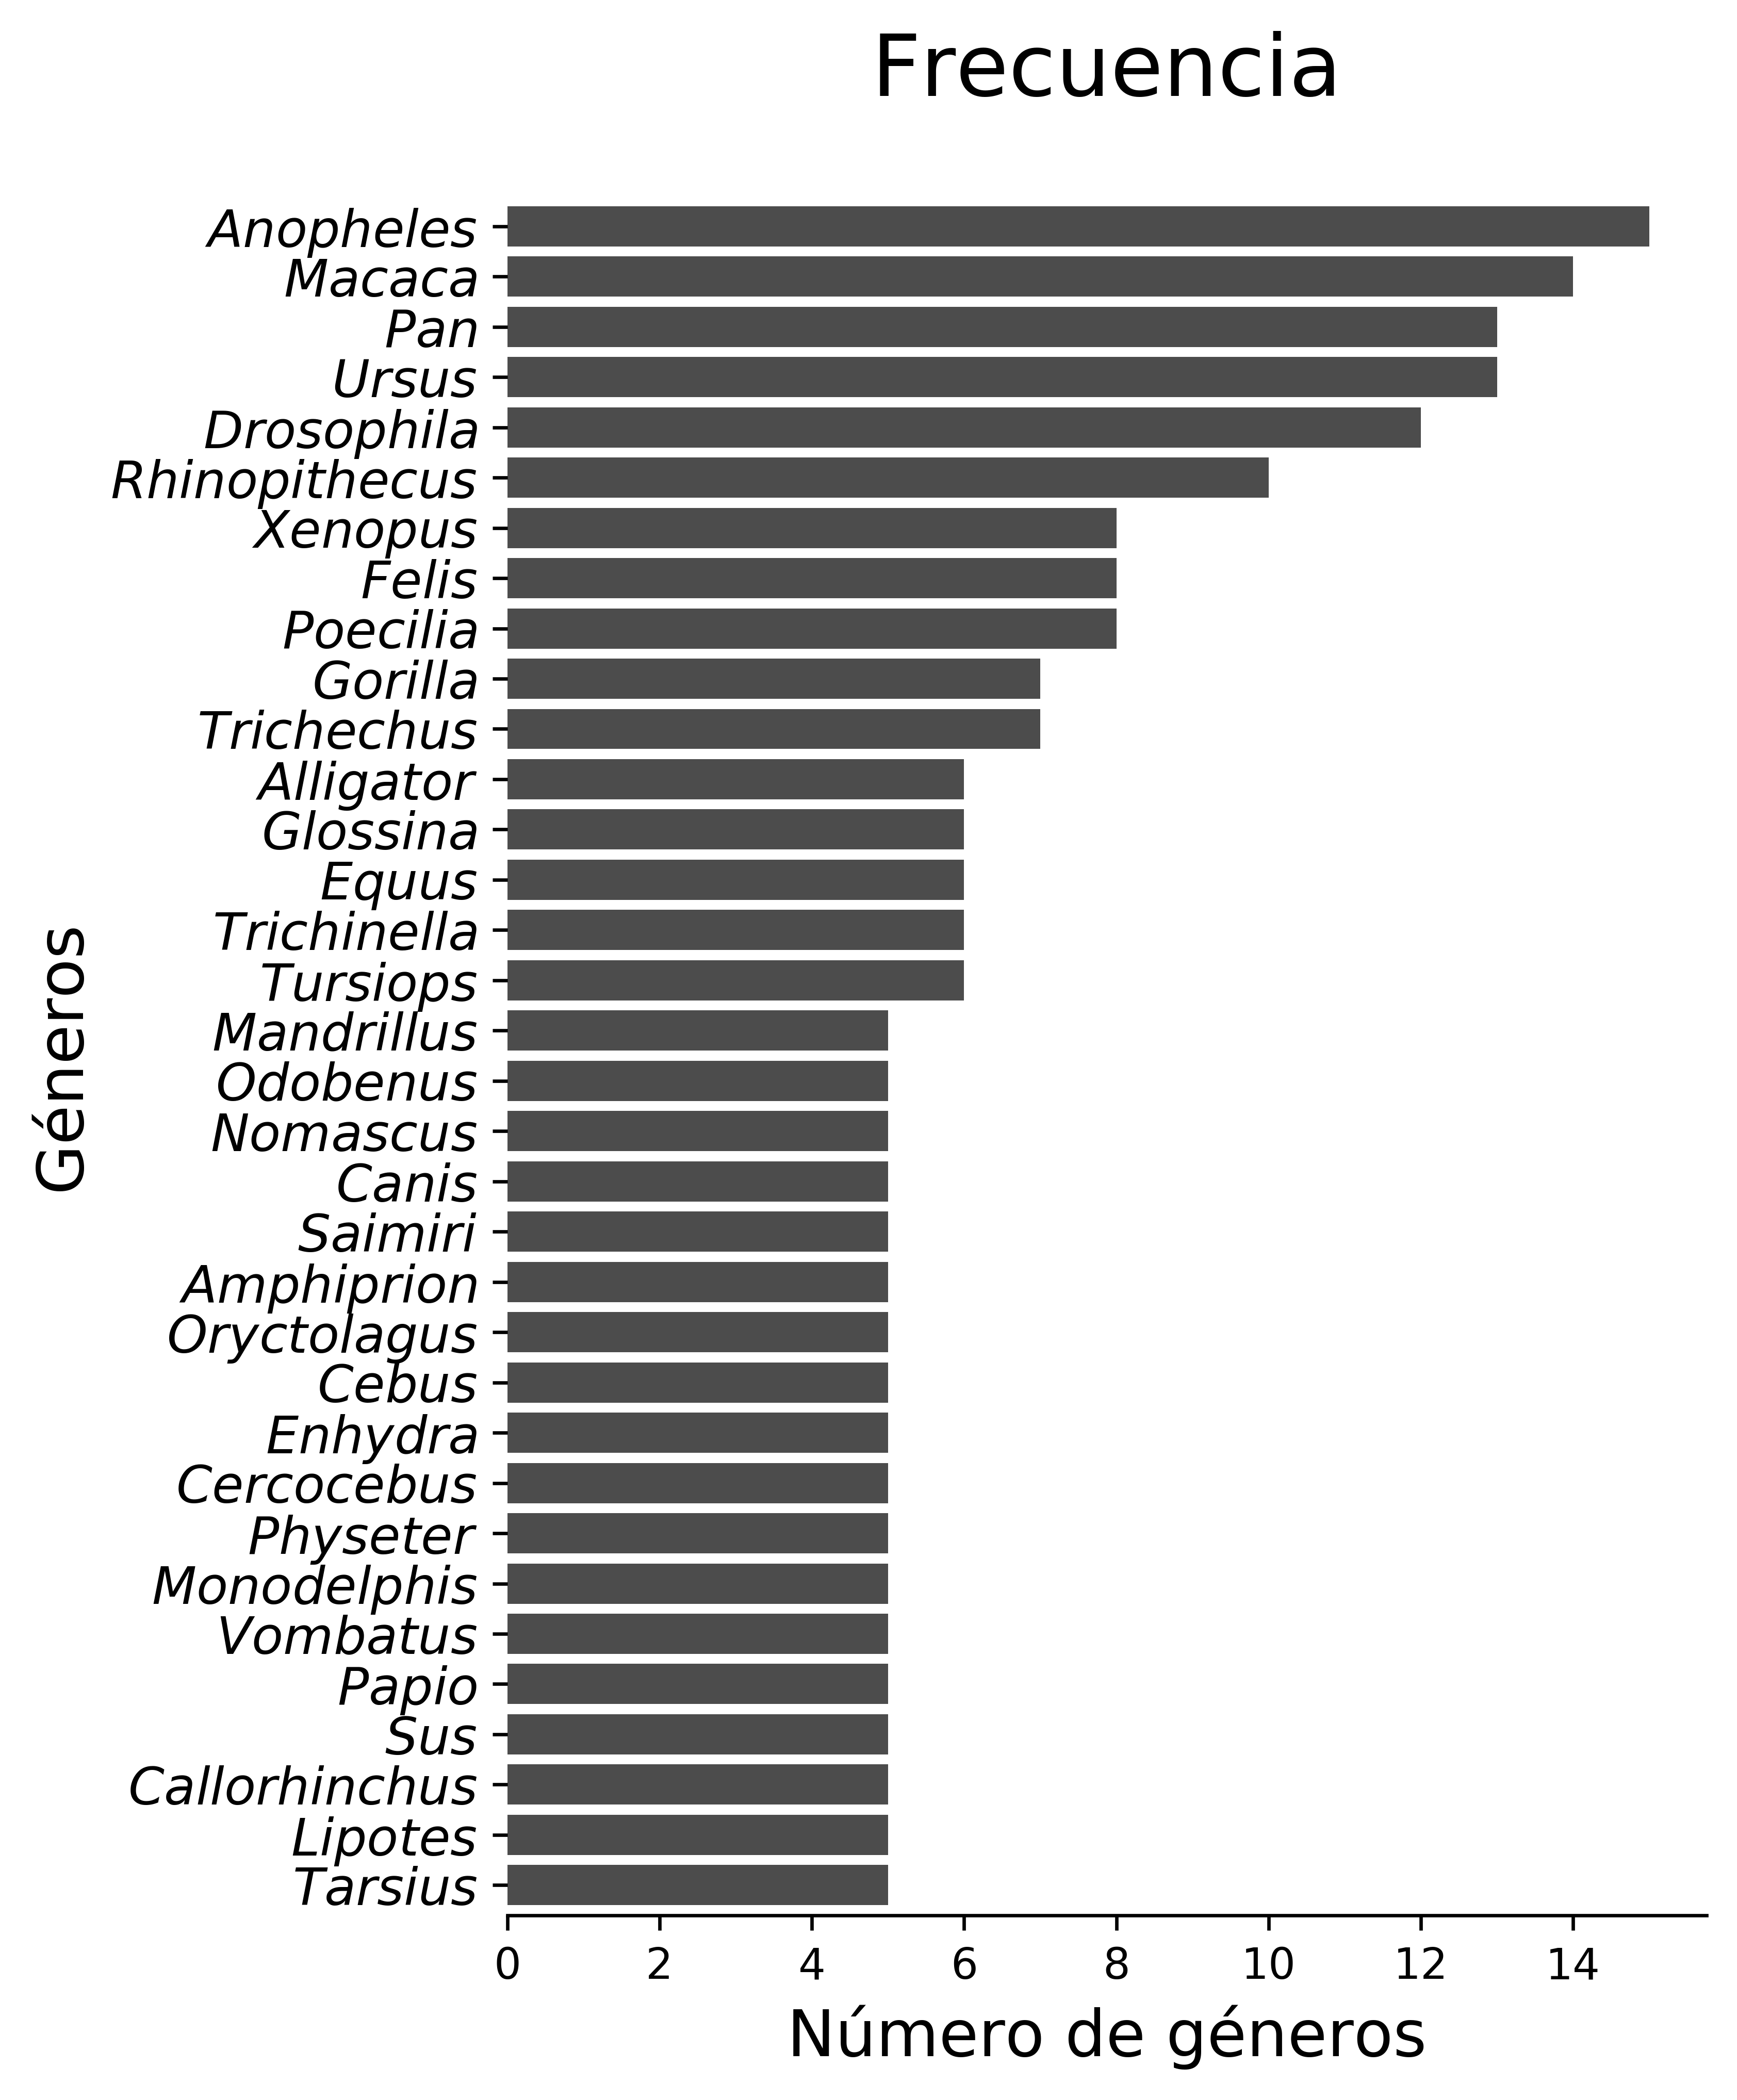 Frecuencia
Anopheles
Macaca
Pan
Ursus
Drosophila
Rhinopithecus
Xenopus
Felis
Poecilia
Gorilla
Trichechus
Alligator
Glossina
Equus
Trichinella
Tursiops
Mandrillus
Odobenus
Nomascus
Canis
Saimiri
Amphiprion
Oryctolagus
Cebus
Enhydra
Cercocebus
Physeter
Monodelphis
Vombatus
Papio
Sus
Callorhinchus
Lipotes
Tarsius
Géneros
0 2 4 6 8 10 12 14
Número de géneros